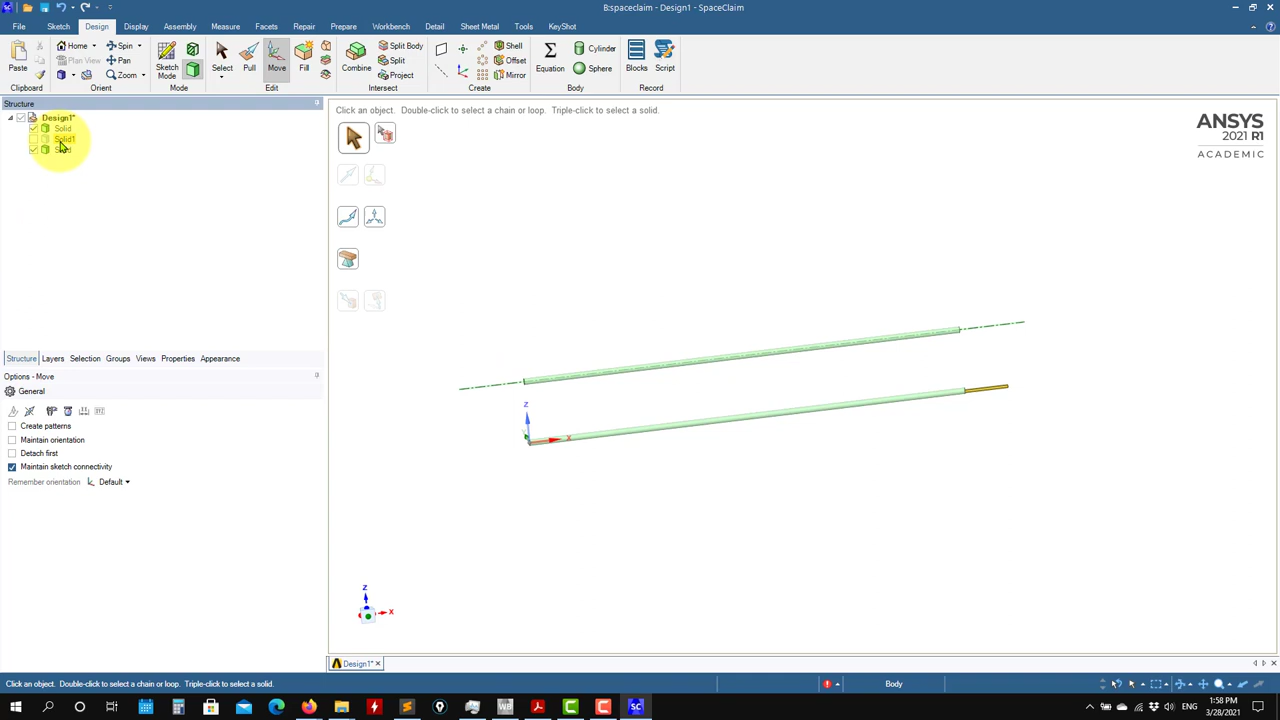 B:spaceclaim - Design1 - SpaceClaim
File Sketch Design Display Assembly Measure Facets Repair Prepare Workbench Detail Tools Sheet Metal KeyShot
Paste
Home
Plan View
Spin
Pan
Zoom
Sketch Mode
Select
Pull
Move
Fill
Combine
Split Body
Split
Project
Shell
Offset
Mirror
Equation
Cylinder
Sphere
Blocks
Script
Clipboard Orient Mode Edit Intersect Create Body Record
Structure
Design1*
Solid
Solid1
Click an object. Double-click to select a chain or loop. Triple-click to select a solid.
ANSYS
2021 R1
ACADEMIC
Z
X
Structure Layers Selection Groups Views Properties Appearance
Options - Move
General
Create patterns
Maintain orientation
Detach first
Maintain sketch connectivity
Remember orientation Default
Z
X
Design1*
Click an object. Double-click to select a chain or loop. Triple-click to select a solid.
Body
1:58 PM
3/28/2021